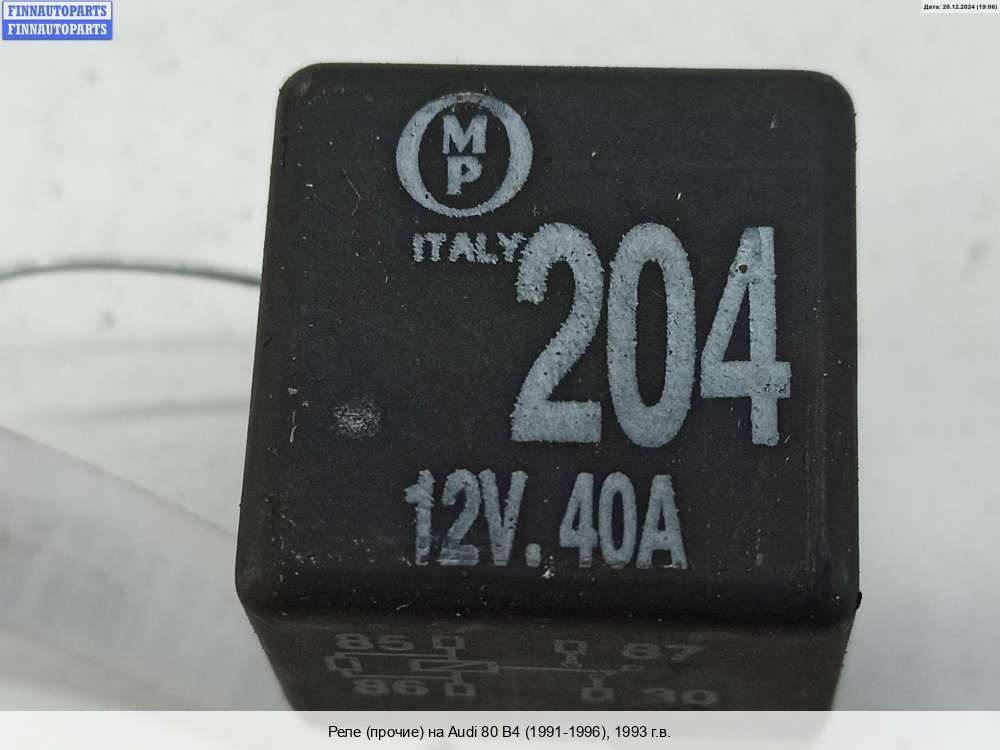 FINNAUTOPARTS
FINNAUTOPARTS
Дата: 20.12.2024 (19:06)
MP
ITALY
204
12V. 40A
85 87
86 30
Реле (прочие) на Audi 80 B4 (1991-1996), 1993 г.в.